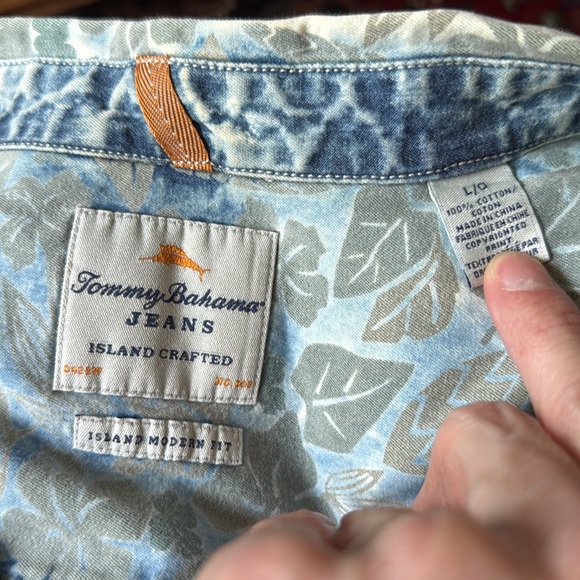 Tommy Bahama
JEANS
ISLAND CRAFTED
ISLAND MODERN FIT
L/G
100% COTTON/
COTON
MADE IN CHINA
FABRIQUE EN CHINE
COPYRIGHTED
PRINT
PAR